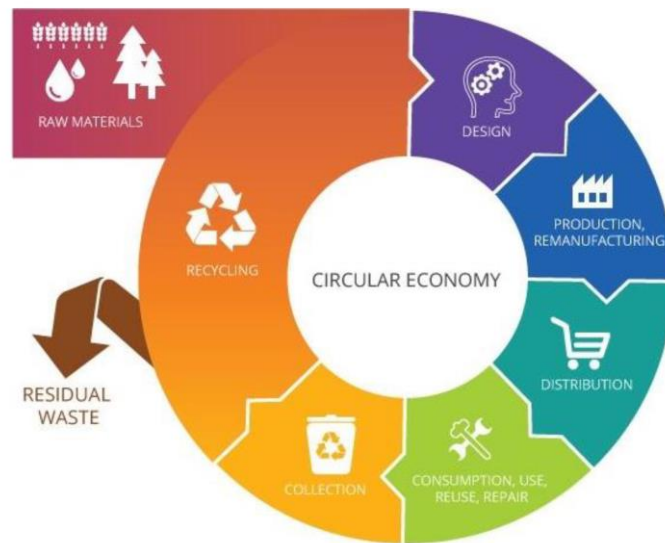 RAW MATERIALS
DESIGN
PRODUCTION,
REMANUFACTURING
RECYCLING
CIRCULAR ECONOMY
DISTRIBUTION
RESIDUAL
WASTE
COLLECTION
CONSUMPTION, USE,
REUSE, REPAIR